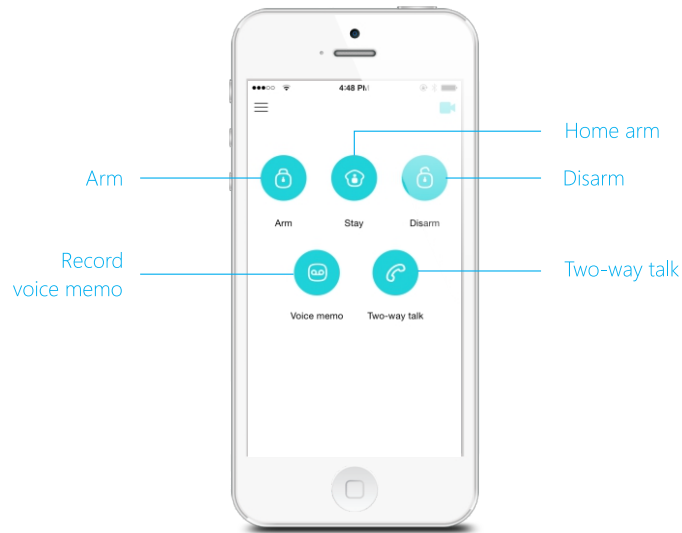 4:48 PM
Home arm
Arm
Disarm
Arm
Stay
Disarm
Record
voice memo
Two-way talk
Voice memo
Two-way talk